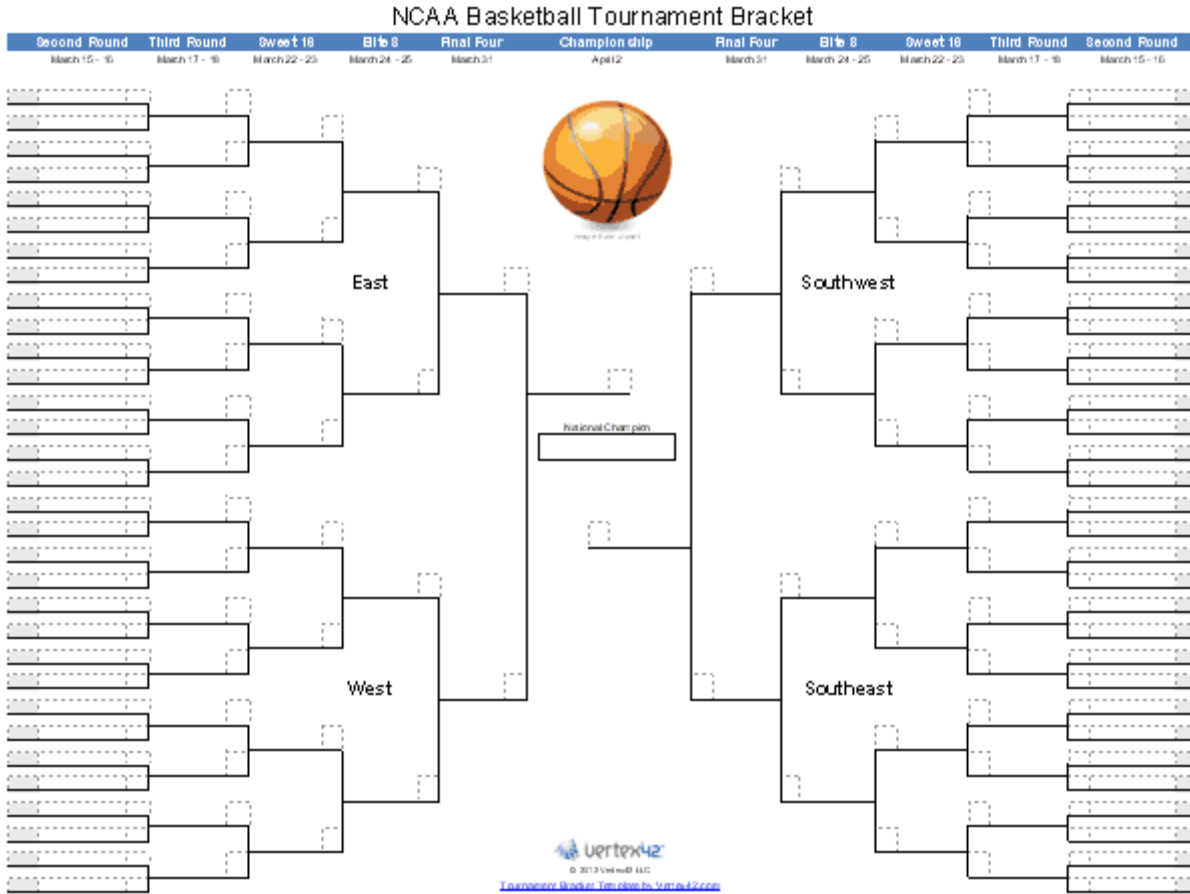 NCAA Basketball Tournament Bracket
Second Round Third Round Sweet 16 Elite 8 Final Four Championship Final Four Elite 8 Sweet 16 Third Round Second Round
March 15 - 16 March 17 - 18 March 22 - 23 March 24 - 25 March 31 April 2 March 31 March 24 - 25 March 22 - 23 March 17 - 18 March 15 - 16
East Southwest
National Champion
West Southeast
vertex42
© 2012 Vertex42 LLC
Tournament Bracket Template by Vertex42.com